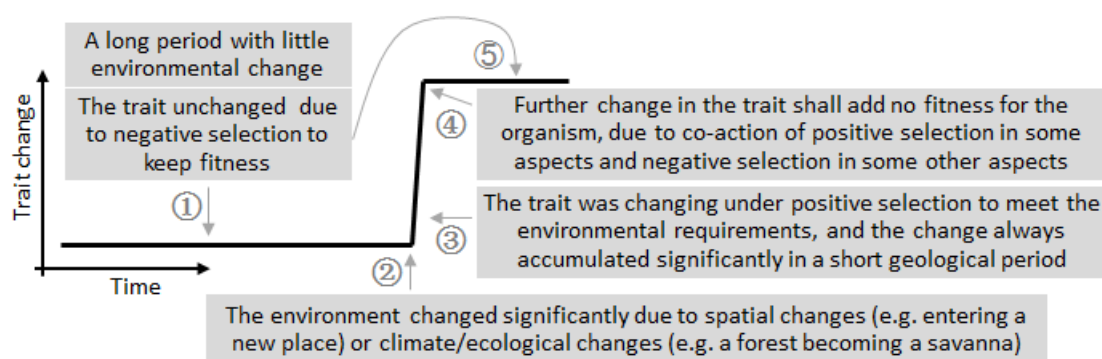 A long period with little
environmental change
The trait unchanged due
to negative selection to
keep fitness
①
⑤
④
Further change in the trait shall add no fitness for the
organism, due to co-action of positive selection in some
aspects and negative selection in some other aspects
③
The trait was changing under positive selection to meet the
environmental requirements, and the change always
accumulated significantly in a short geological period
②
Trait change
Time
The environment changed significantly due to spatial changes (e.g. entering a
new place) or climate/ecological changes (e.g. a forest becoming a savanna)